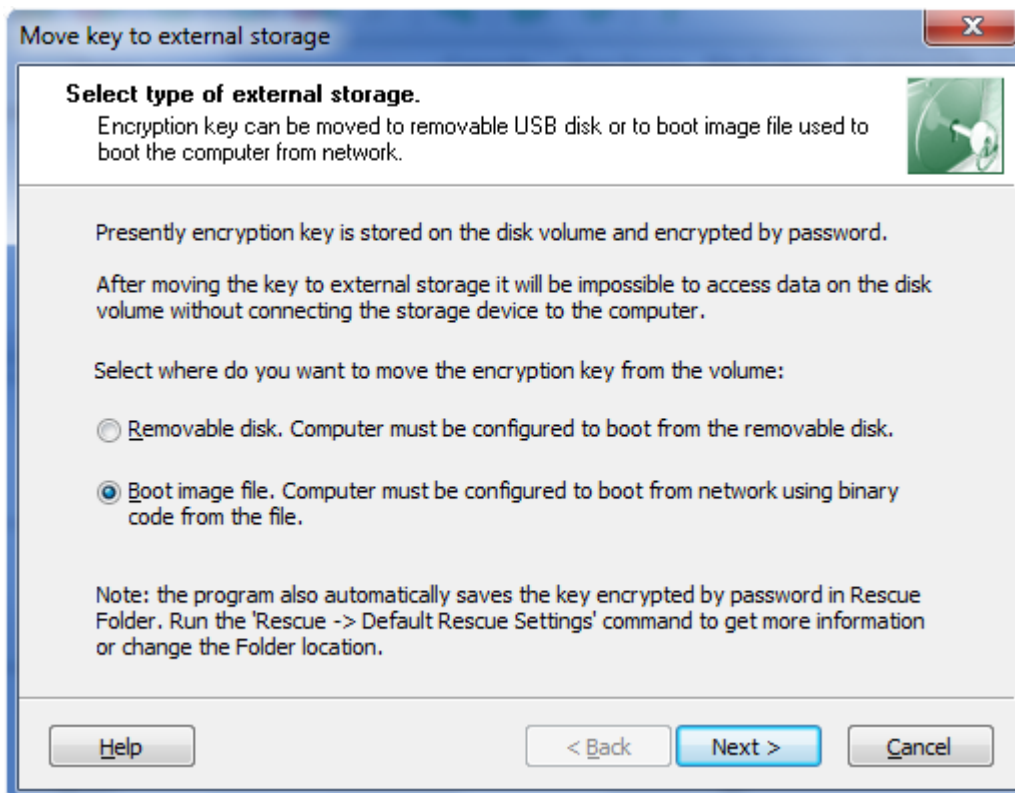 Move key to external storage
Select type of external storage.
Encryption key can be moved to removable USB disk or to boot image file used to
boot the computer from network.
Presently encryption key is stored on the disk volume and encrypted by password.
After moving the key to external storage it will be impossible to access data on the disk
volume without connecting the storage device to the computer.
Select where do you want to move the encryption key from the volume:
Removable disk. Computer must be configured to boot from the removable disk.
Boot image file. Computer must be configured to boot from network using binary
code from the file.
Note: the program also automatically saves the key encrypted by password in Rescue
Folder. Run the 'Rescue -> Default Rescue Settings' command to get more information
or change the Folder location.
Help
< Back
Next >
Cancel